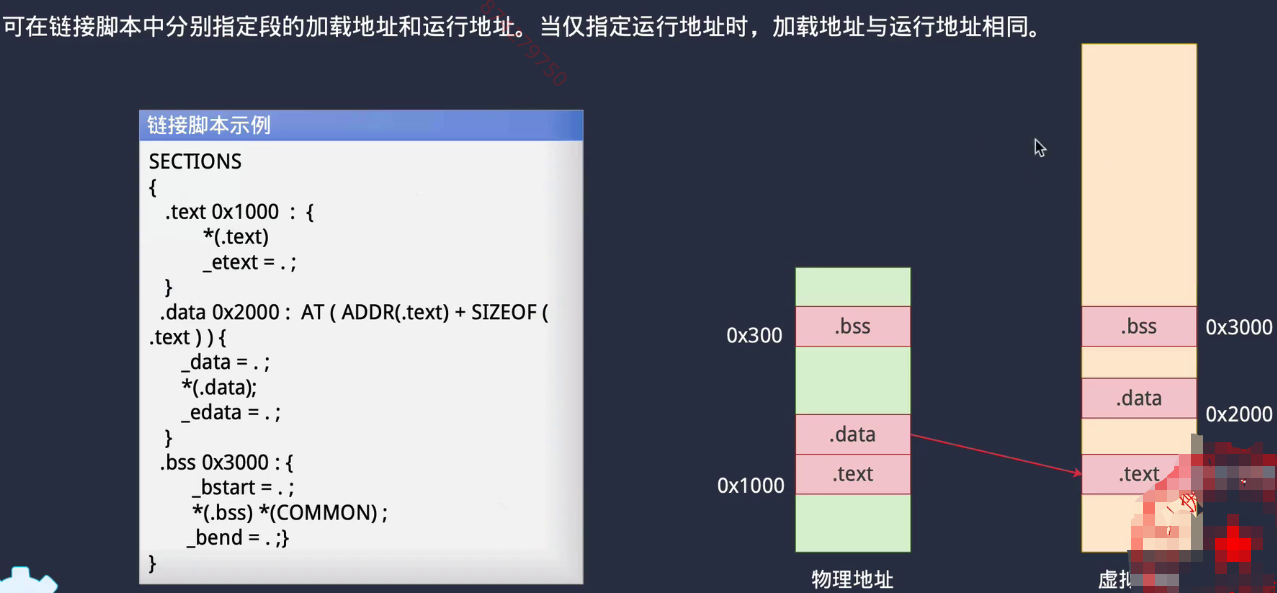 可在链接脚本中分别指定段的加载地址和运行地址。当仅指定运行地址时，加载地址与运行地址相同。
链接脚本示例
SECTIONS
{
.text 0x1000 : {
*(.text)
_etext = . ;
}
.data 0x2000 : AT ( ADDR(.text) + SIZEOF (
.text ) ) {
_data = . ;
*(.data);
_edata = . ;
}
.bss 0x3000 : {
_bstart = . ;
*(.bss) *(COMMON) ;
_bend = . ;}
}
0x300
.bss
.data
.text
0x1000
物理地址
.bss
0x3000
.data
0x2000
.text
虚